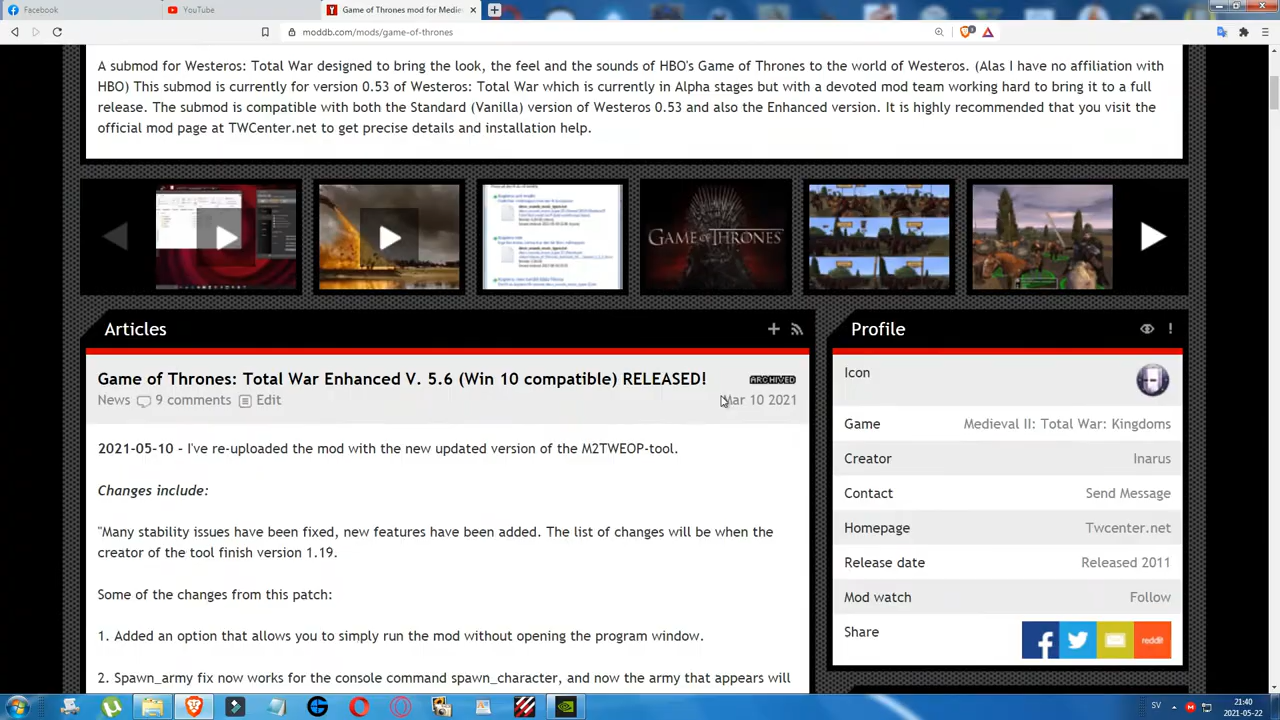 Facebook
YouTube
Game of Thrones mod for Medie
moddb.com/mods/game-of-thrones
A submod for Westeros: Total War designed to bring the look, the feel and the sounds of HBO's Game of Thrones to the world of Westeros. (Alas I have no affiliation with
HBO) This submod is currently for version 0.53 of Westeros: Total War which is currently in Alpha stages but with a devoted mod team working hard to bring it to a full
release. The submod is compatible with both the Standard (Vanilla) version of Westeros 0.53 and also the Enhanced version. It is highly recommended that you visit the
official mod page at TWCenter.net to get precise details and installation help.
GAME OF THRONES
Articles
Game of Thrones: Total War Enhanced V. 5.6 (Win 10 compatible) RELEASED!
ARCHIVED
News 9 comments Edit
Mar 10 2021
2021-05-10 - I've re-uploaded the mod with the new updated version of the M2TWEOP-tool.
Changes include:
"Many stability issues have been fixed, new features have been added. The list of changes will be when the
creator of the tool finish version 1.19.
Some of the changes from this patch:
1. Added an option that allows you to simply run the mod without opening the program window.
2. Spawn_army fix now works for the console command spawn_character, and now the army that appears will
Profile
Icon
Game Medieval II: Total War: Kingdoms
Creator Inarus
Contact Send Message
Homepage Twcenter.net
Release date Released 2011
Mod watch Follow
Share
reddit
SV
21:40
2021-05-22